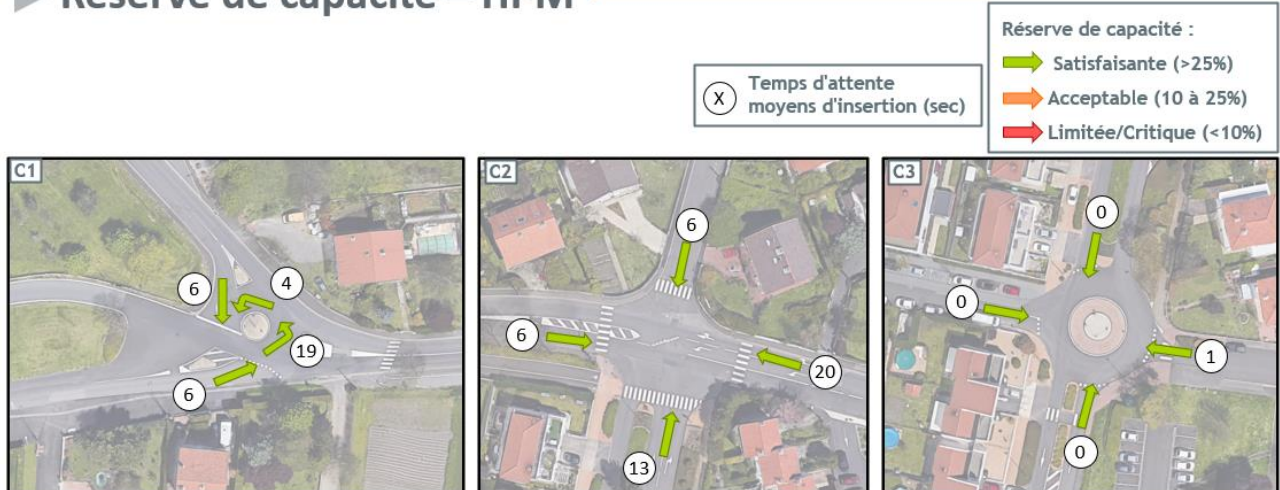 Réserve de capacité - HPM
Réserve de capacité :
Satisfaisante (>25%)
Acceptable (10 à 25%)
Limitée/Critique (<10%)
X Temps d'attente
moyens d'insertion (sec)
C1
6
4
19
6
C2
6
6
20
13
C3
0
0
1
0